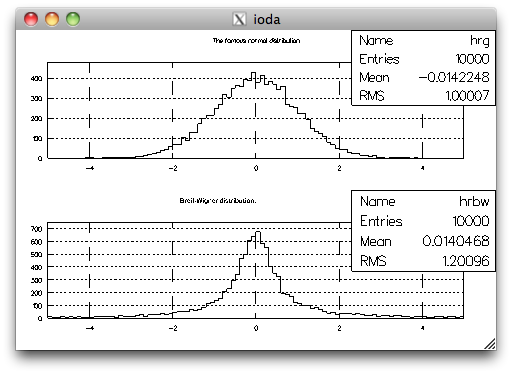 ioda
The famous normal distribution
Name hrg
Entries 10000
Mean -0.0142248
RMS 1.00007
400
300
200
100
0
-4 -2 0 2 4
Breit-Wigner distribution.
Name hrbw
Entries 10000
Mean 0.0140468
RMS 1.20096
700
600
500
400
300
200
100
0
-4 -2 0 2 4